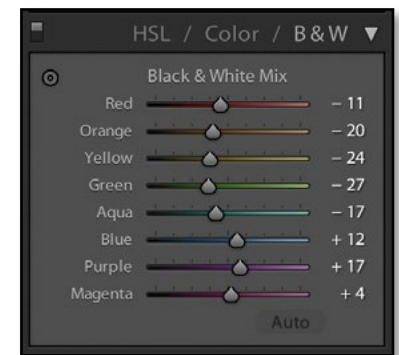 HSL / Color / B&W ▼
Black & White Mix
Red – 11
Orange – 20
Yellow – 24
Green – 27
Aqua – 17
Blue + 12
Purple + 17
Magenta + 4
Auto